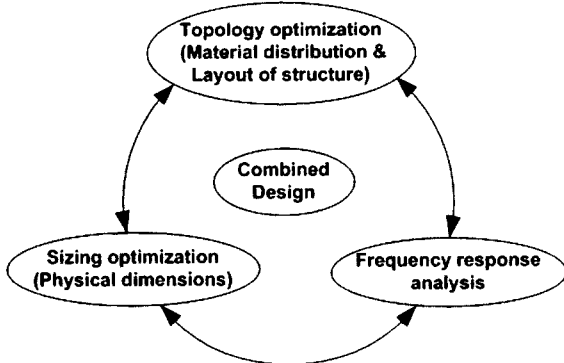 Topology optimization
(Material distribution &
Layout of structure)
Combined
Design
Sizing optimization
(Physical dimensions)
Frequency response
analysis